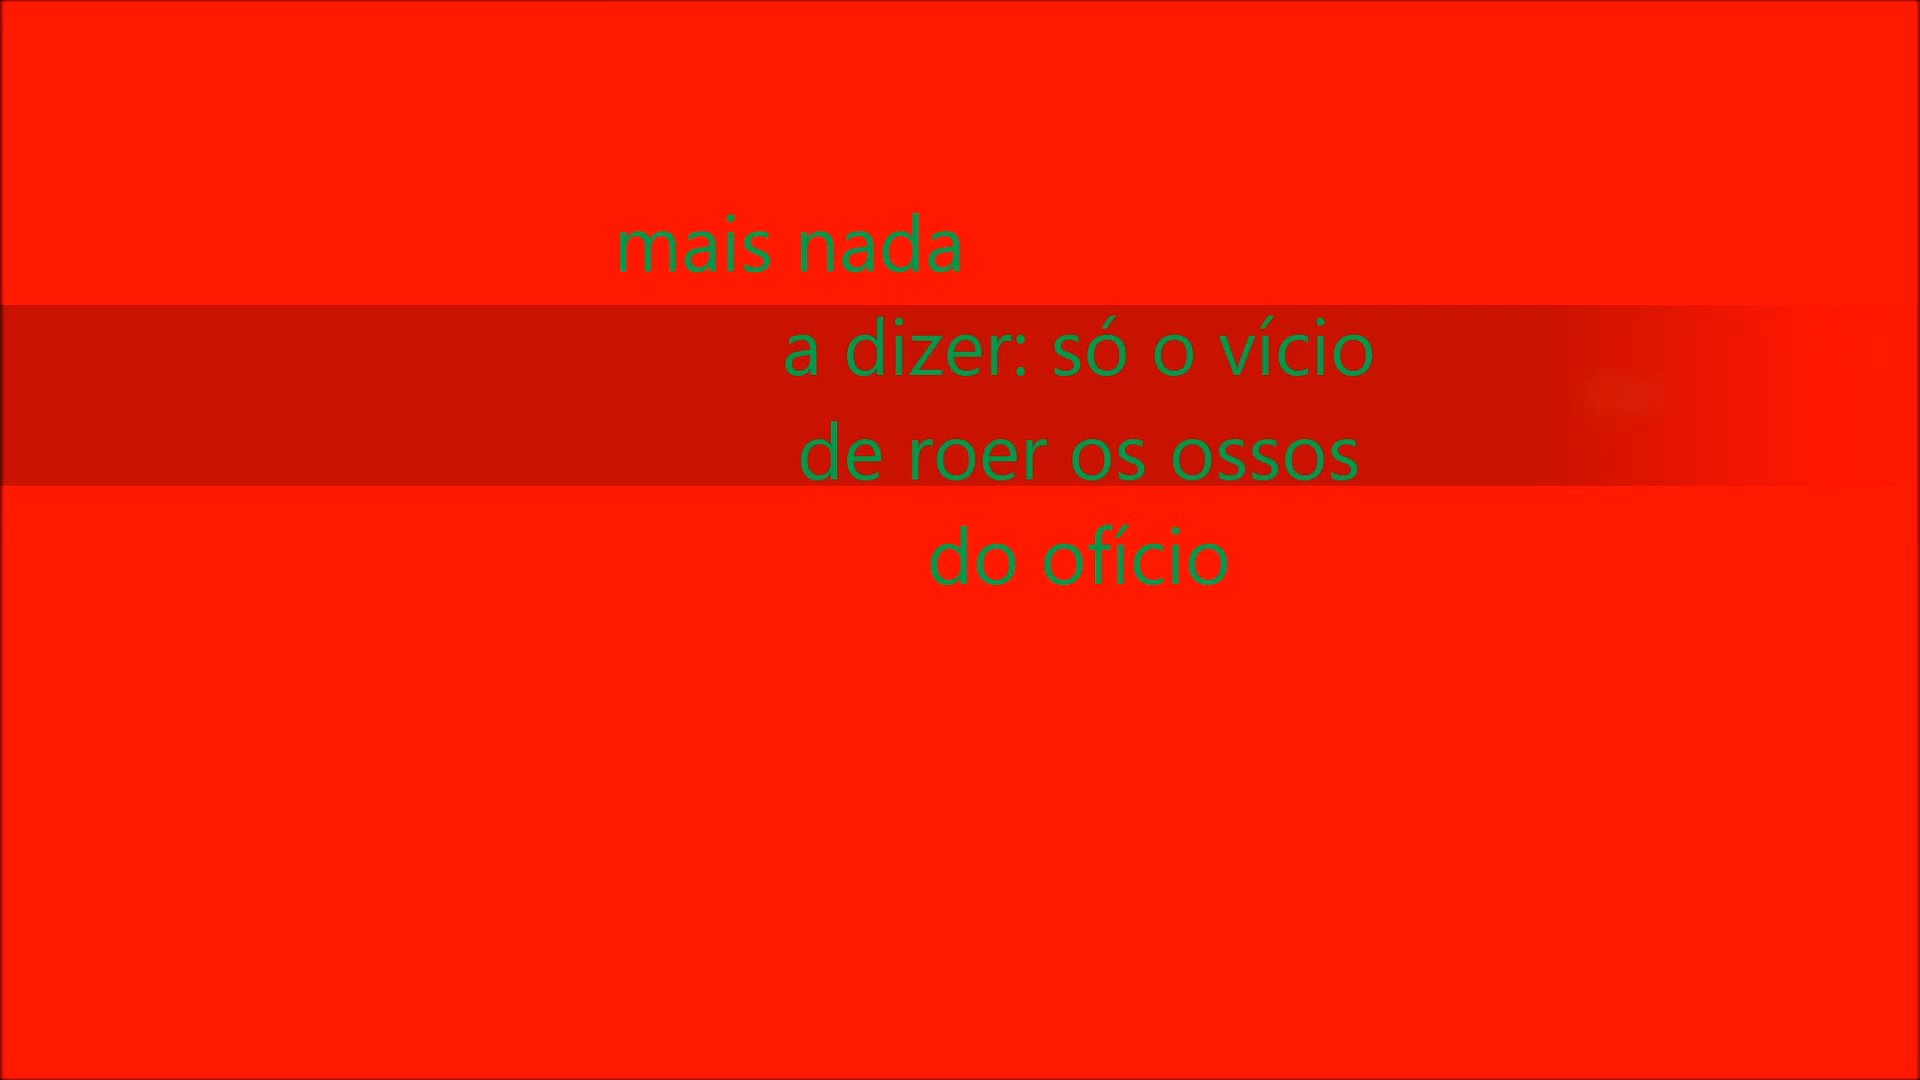 mais nada
a dizer: só o vício
de roer os ossos
do ofício